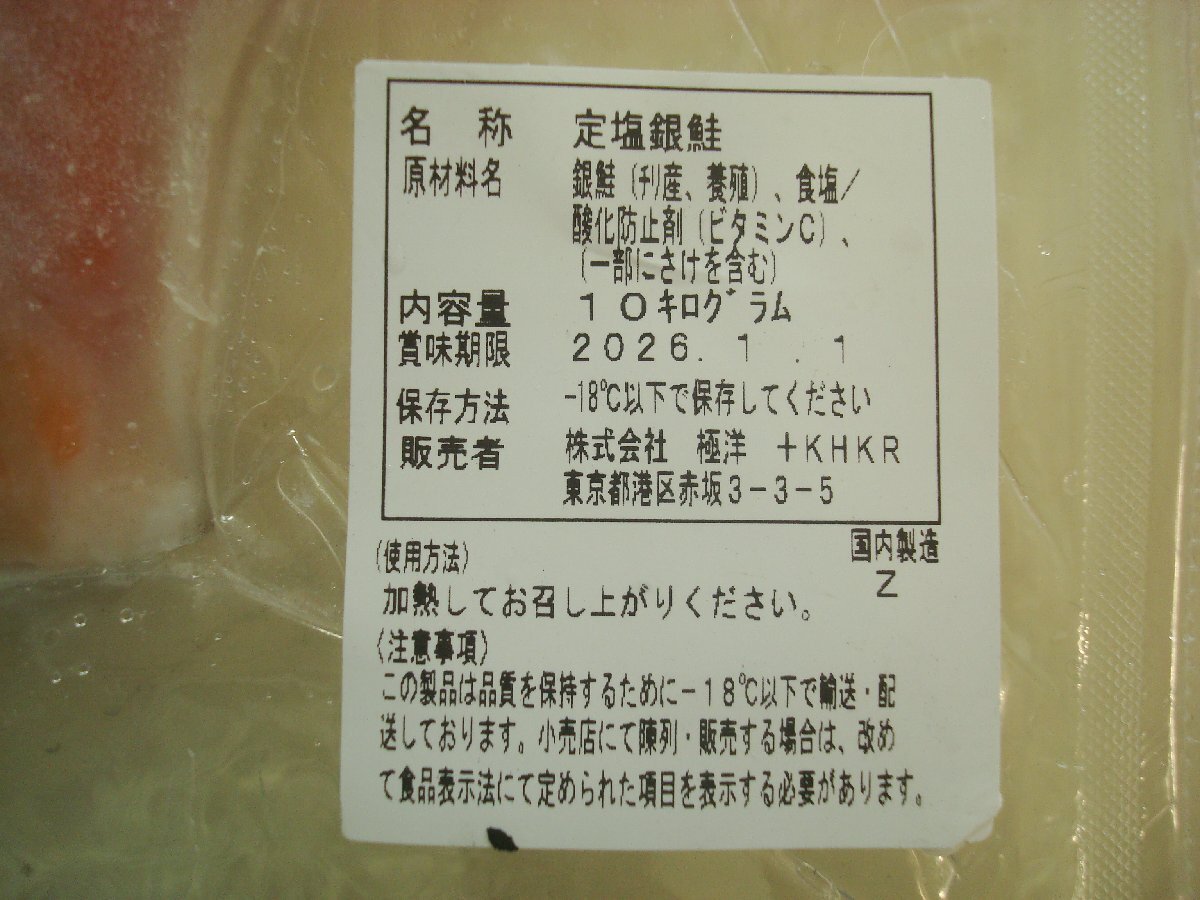 名 称 定塩銀鮭
原材料名 銀鮭(ﾁﾘ産、養殖)、食塩/
酸化防止剤(ビタミンC)、
(一部にさけを含む)
内容量 10ｷﾛｸﾞﾗﾑ
賞味期限 2026.1.1
保存方法 -18℃以下で保存してください
販売者 株式会社 極洋 +KHKR
東京都港区赤坂3-3-5
国内製造
Z
(使用方法)
加熱してお召し上がりください。
(注意事項)
この製品は品質を保持するために-18℃以下で輸送・配
送しております。小売店にて陳列・販売する場合は、改め
て食品表示法にて定められた項目を表示する必要があります。